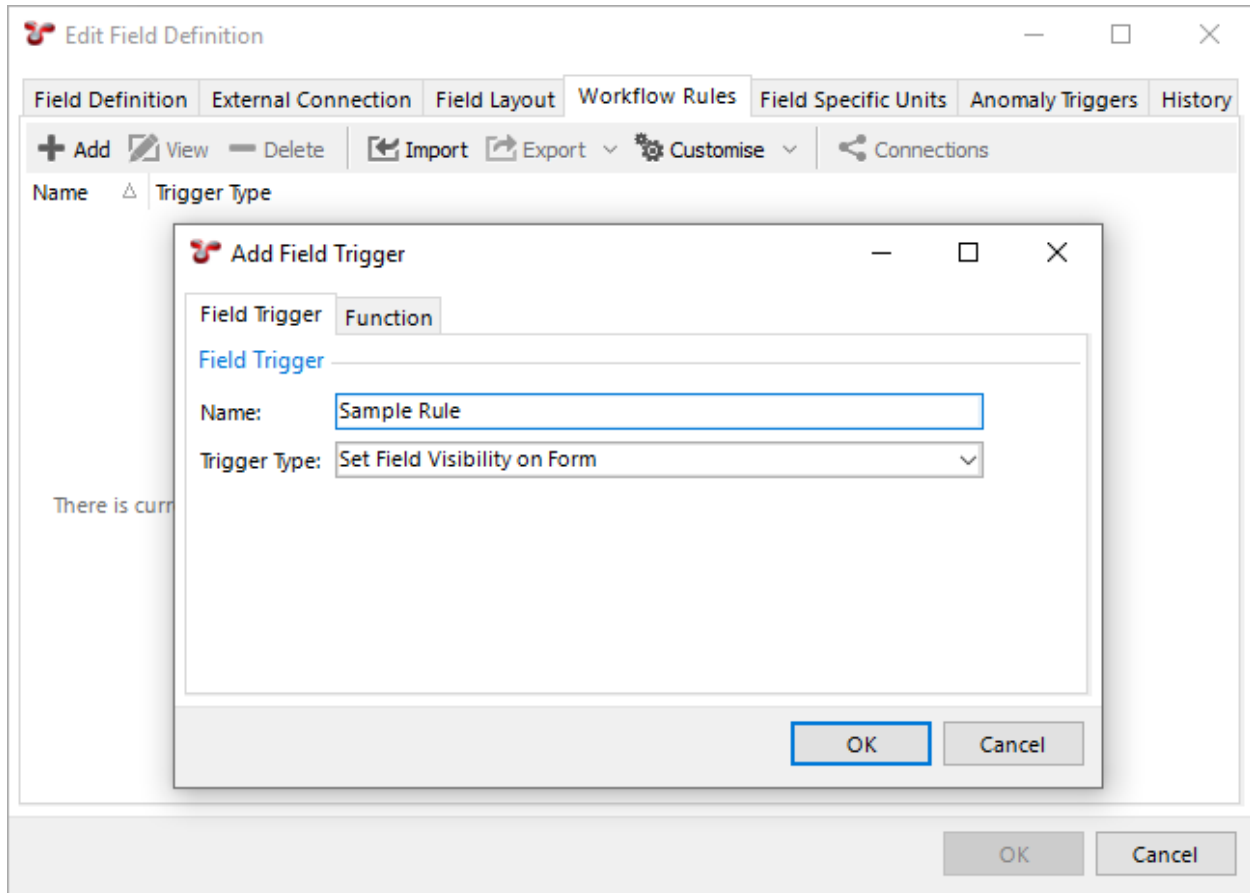 Edit Field Definition
Field Definition External Connection Field Layout Workflow Rules Field Specific Units Anomaly Triggers History
Add View Delete Import Export Customise Connections
Name Trigger Type
Add Field Trigger
Field Trigger Function
Field Trigger
Name: Sample Rule
Trigger Type: Set Field Visibility on Form
There is
OK Cancel
OK Cancel